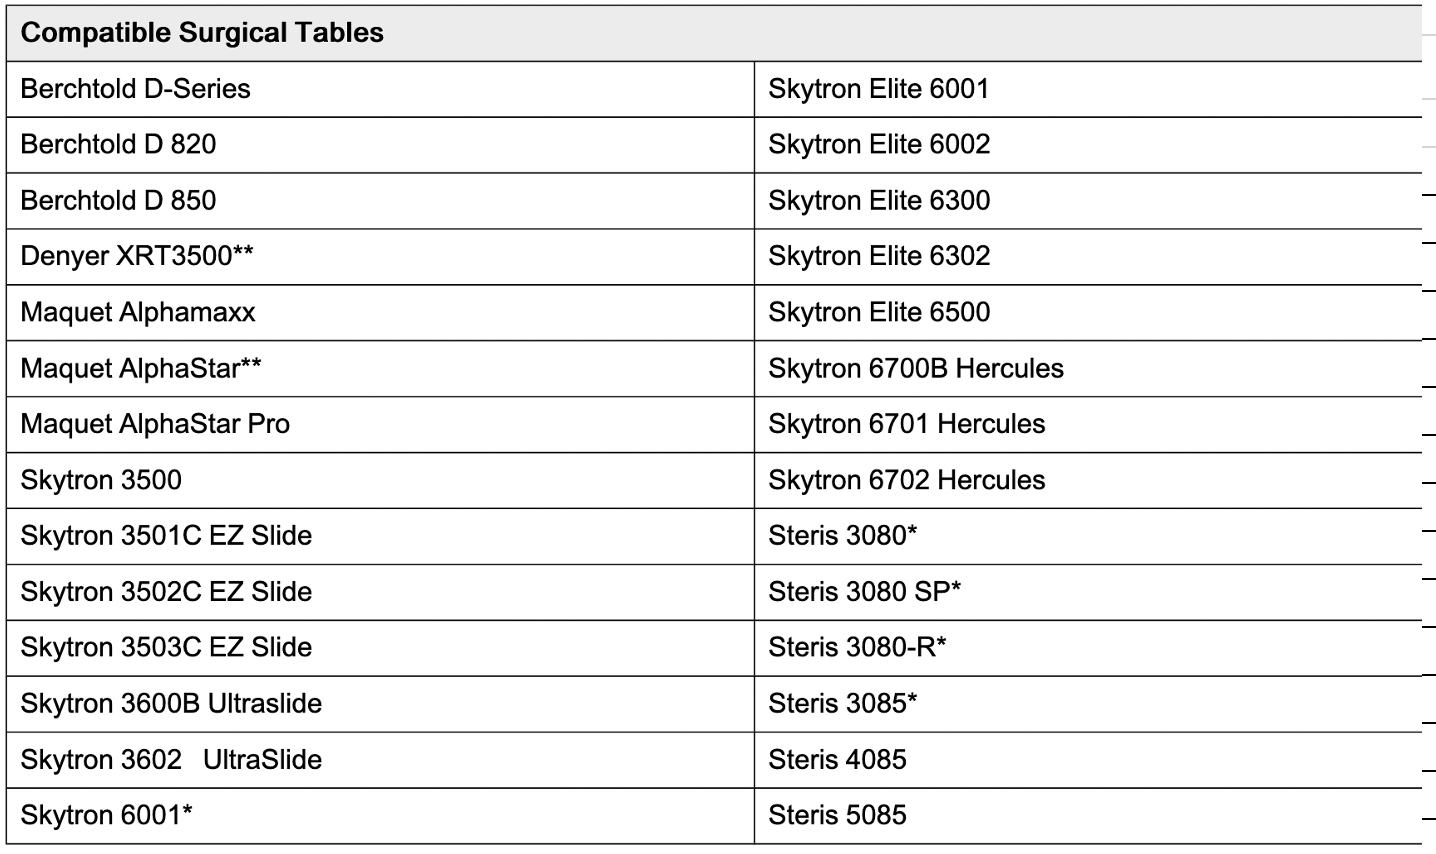 Compatible Surgical Tables
Berchtold D-Series Skytron Elite 6001
Berchtold D 820 Skytron Elite 6002
Berchtold D 850 Skytron Elite 6300
Denyer XRT3500** Skytron Elite 6302
Maquet Alphamaxx Skytron Elite 6500
Maquet AlphaStar** Skytron 6700B Hercules
Maquet AlphaStar Pro Skytron 6701 Hercules
Skytron 3500 Skytron 6702 Hercules
Skytron 3501C EZ Slide Steris 3080*
Skytron 3502C EZ Slide Steris 3080 SP*
Skytron 3503C EZ Slide Steris 3080-R*
Skytron 3600B Ultraslide Steris 3085*
Skytron 3602 UltraSlide Steris 4085
Skytron 6001* Steris 5085